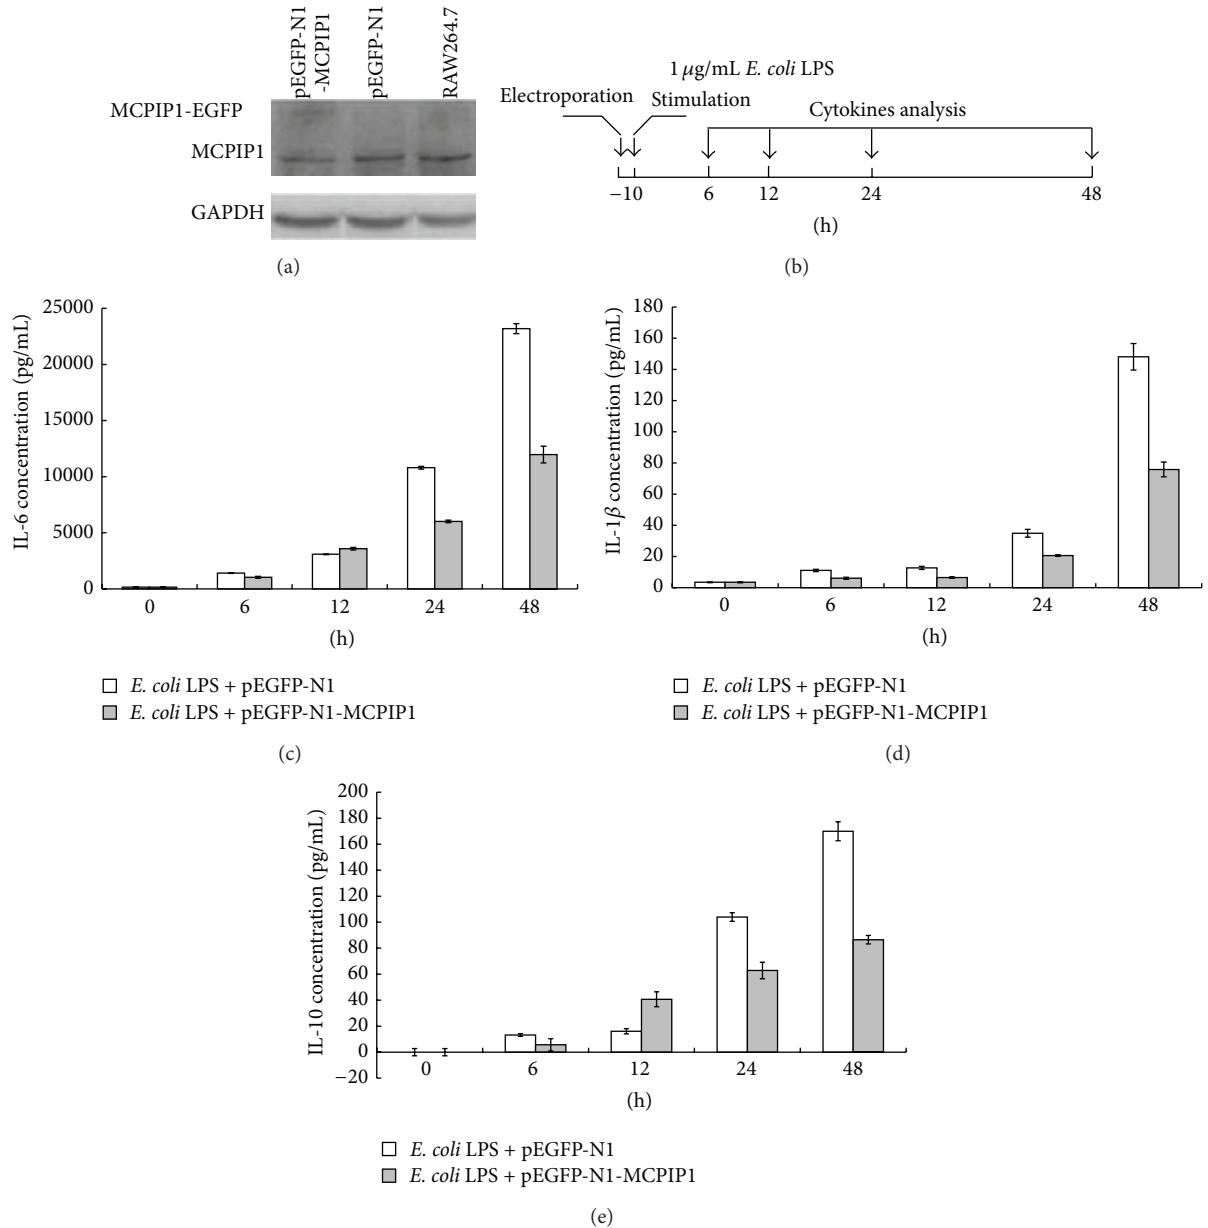 pEGFP-N1
-MCPIP1
pEGFP-N1
RAW264.7
MCPIP1-EGFP
MCPIP1
GAPDH
(a)
1 μg/mL E. coli LPS
Electroporation
Stimulation
Cytokines analysis
−10 6 12 24 48
(h)
(b)
IL-6 concentration (pg/mL)
25000
20000
15000
10000
5000
0
0 6 12 24 48
(h)
E. coli LPS + pEGFP-N1
E. coli LPS + pEGFP-N1-MCPIP1
(c)
IL-1β concentration (pg/mL)
180
160
140
120
100
80
60
40
20
0
0 6 12 24 48
(h)
E. coli LPS + pEGFP-N1
E. coli LPS + pEGFP-N1-MCPIP1
(d)
IL-10 concentration (pg/mL)
200
180
160
140
120
100
80
60
40
20
0
−20
0 6 12 24 48
(h)
E. coli LPS + pEGFP-N1
E. coli LPS + pEGFP-N1-MCPIP1
(e)